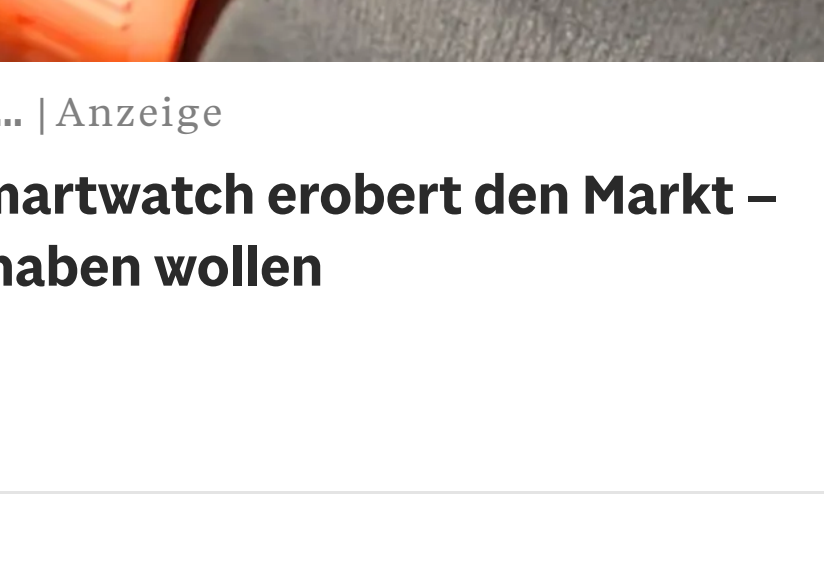 ... | Anzeige
martwatch erobert den Markt –
haben wollen